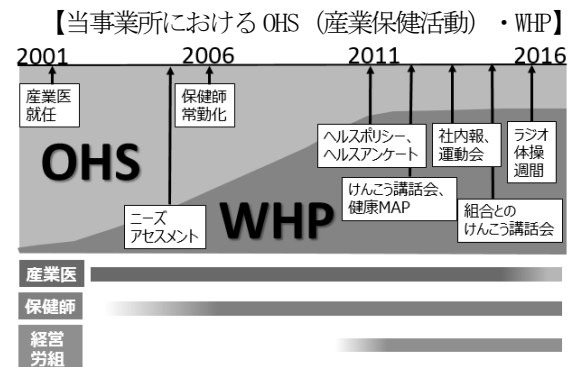 【当事業所における OHS（産業保健活動）・WHP】
2001
2006
2011
2016
産業医
就任
保健師
常勤化
ヘルスポリシー、
ヘルスアンケート
社内報、
運動会
ラジオ
体操
週間
OHS
けんこう講話会、
健康MAP
ニーズ
アセスメント
WHP
組合との
けんこう講話会
産業医
保健師
経営
労組